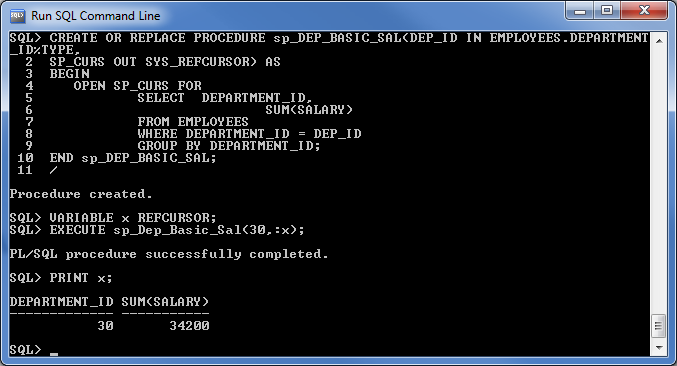 Run SQL Command Line
SQL> CREATE OR REPLACE PROCEDURE sp_DEP_BASIC_SAL(DEP_ID IN EMPLOYEES.DEPARTMENT
_ID%TYPE,
  2  SP_CURS OUT SYS_REFCURSOR) AS
  3  BEGIN
  4     OPEN SP_CURS FOR
  5             SELECT  DEPARTMENT_ID,
  6                             SUM(SALARY)
  7             FROM EMPLOYEES
  8             WHERE DEPARTMENT_ID = DEP_ID
  9             GROUP BY DEPARTMENT_ID;
 10  END sp_DEP_BASIC_SAL;
 11  /
Procedure created.
SQL> VARIABLE x REFCURSOR;
SQL> EXECUTE sp_Dep_Basic_Sal(30,:x);
PL/SQL procedure successfully completed.
SQL> PRINT x;
DEPARTMENT_ID SUM(SALARY)
------------- -----------
           30       34200
SQL> _